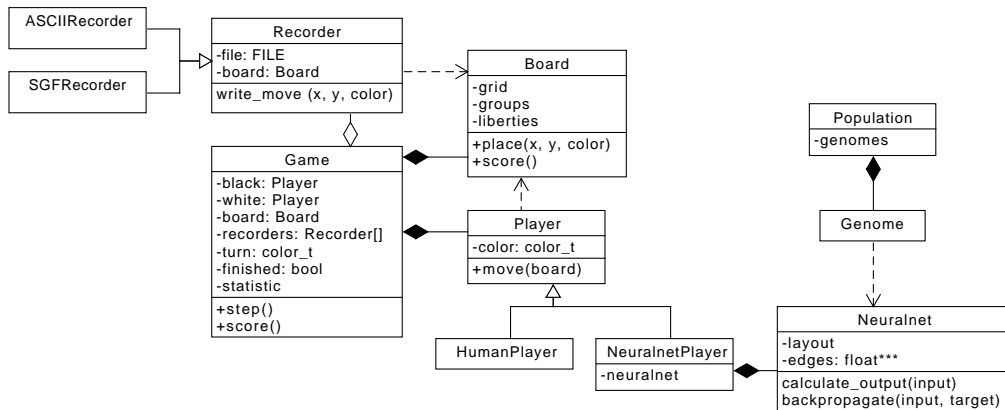 ASCIIRecorder
SGFRecorder
Recorder
-file: FILE
-board: Board
write_move (x, y, color)
Board
-grid
-groups
-liberties
+place(x, y, color)
+score()
Game
-black: Player
-white: Player
-board: Board
-recorders: Recorder[]
-turn: color_t
-finished: bool
-statistic
+step()
+score()
Player
-color: color_t
+move(board)
HumanPlayer
NeuralnetPlayer
-neuralnet
Population
-genomes
Genome
Neuralnet
-layout
-edges: float***
calculate_output(input)
backpropagate(input, target)